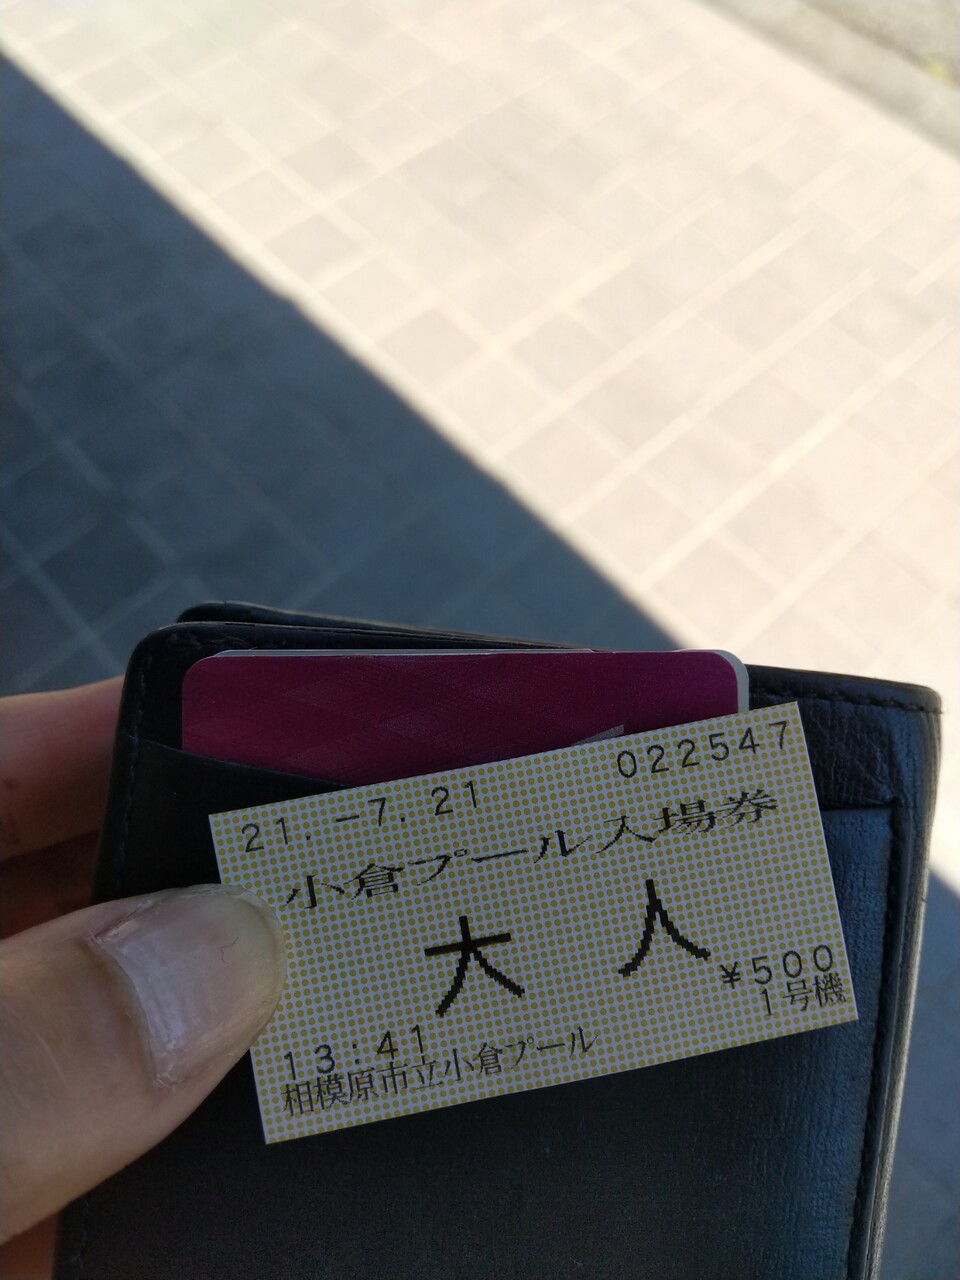 022547
21.-7.21
小倉プール入場券
大人
¥500
1号機
13:41
相模原市立小倉プール